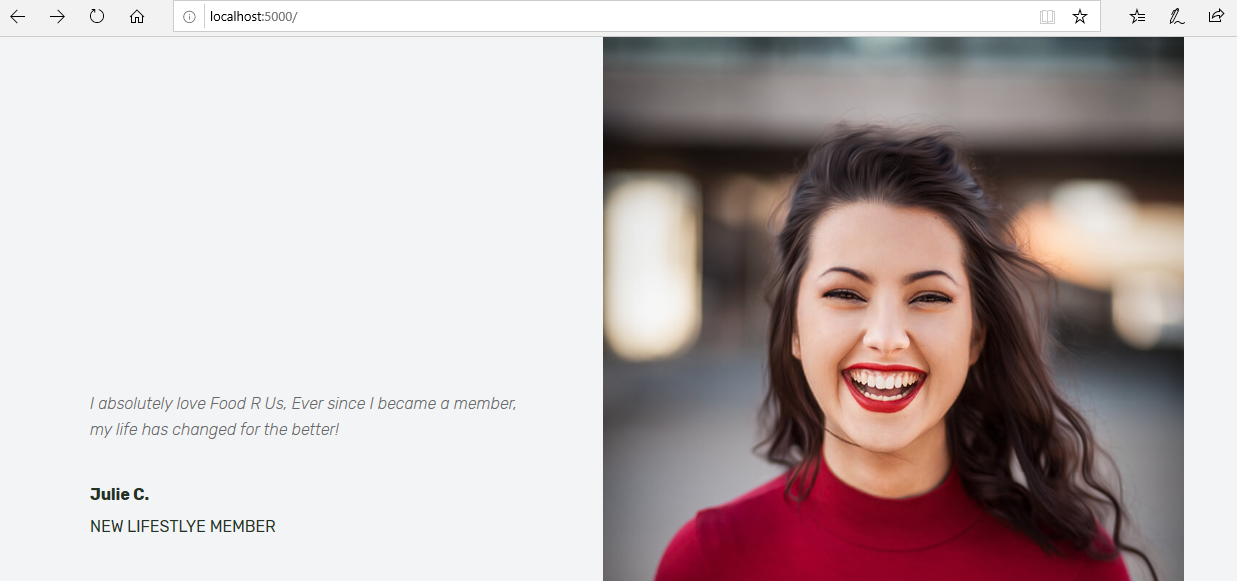 localhost:5000/
I absolutely love Food R Us, Ever since I became a member,
my life has changed for the better!
Julie C.
NEW LIFESTLYE MEMBER